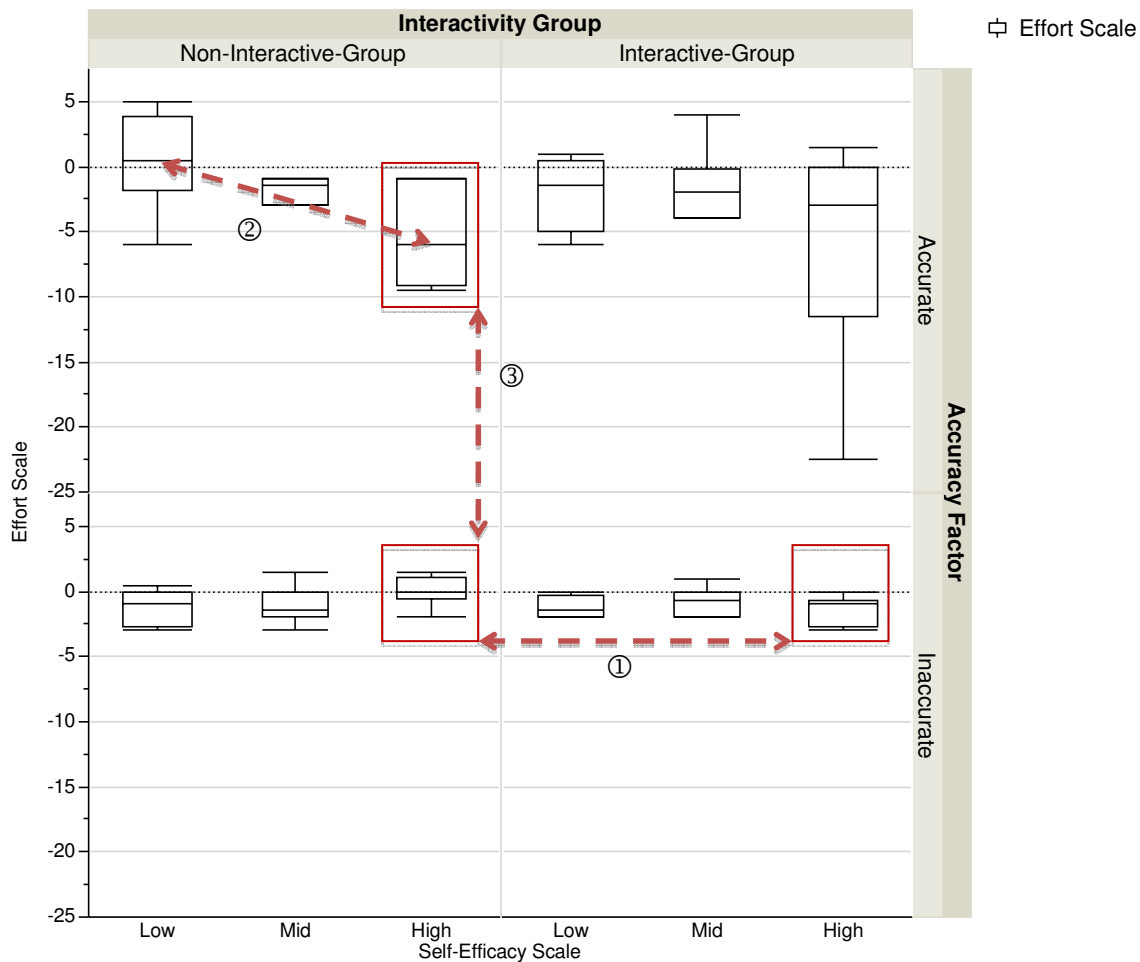 Interactivity Group
Effort Scale
Non-Interactive-Group
Interactive-Group
5
0
-5
-10
-15
-20
-25
②
③
Accurate
Accuracy Factor
Effort Scale
5
0
-5
-10
-15
-20
-25
①
Inaccurate
Low
Mid
High
Low
Mid
High
Self-Efficacy Scale